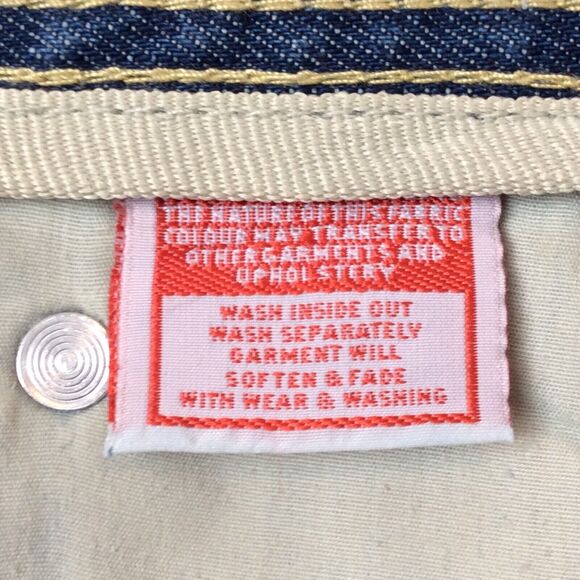 THE NATURE OF THIS FABRIC
COLOUR MAY TRANSFER TO
OTHER GARMENTS AND
UPHOLSTERY
WASH INSIDE OUT
WASH SEPARATELY
GARMENT WILL
SOFTEN & FADE
WITH WEAR & WASHING